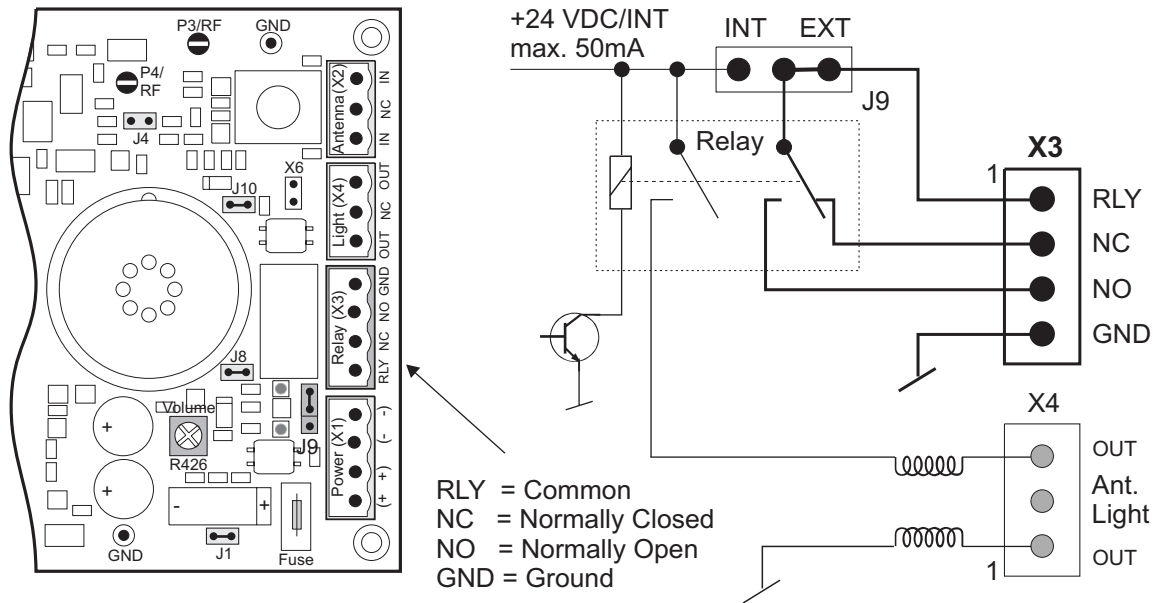 P3/RF
GND
P4/
RF
J4
Antenna (X2)
IN
NC
IN
X6
J10
Light (X4)
OUT
NC
OUT
Relay (X3)
GND
NO
NC
RLY
J8
J9
Volume
+
R426
+
Power (X1)
(-)
(-)
(+)
(+)
-
+
GND
J1
Fuse
+24 VDC/INT
max. 50mA
INT
EXT
J9
Relay
X3
1
RLY
NC
NO
GND
RLY = Common
NC = Normally Closed
NO = Normally Open
GND = Ground
X4
OUT
Ant.
Light
OUT
1